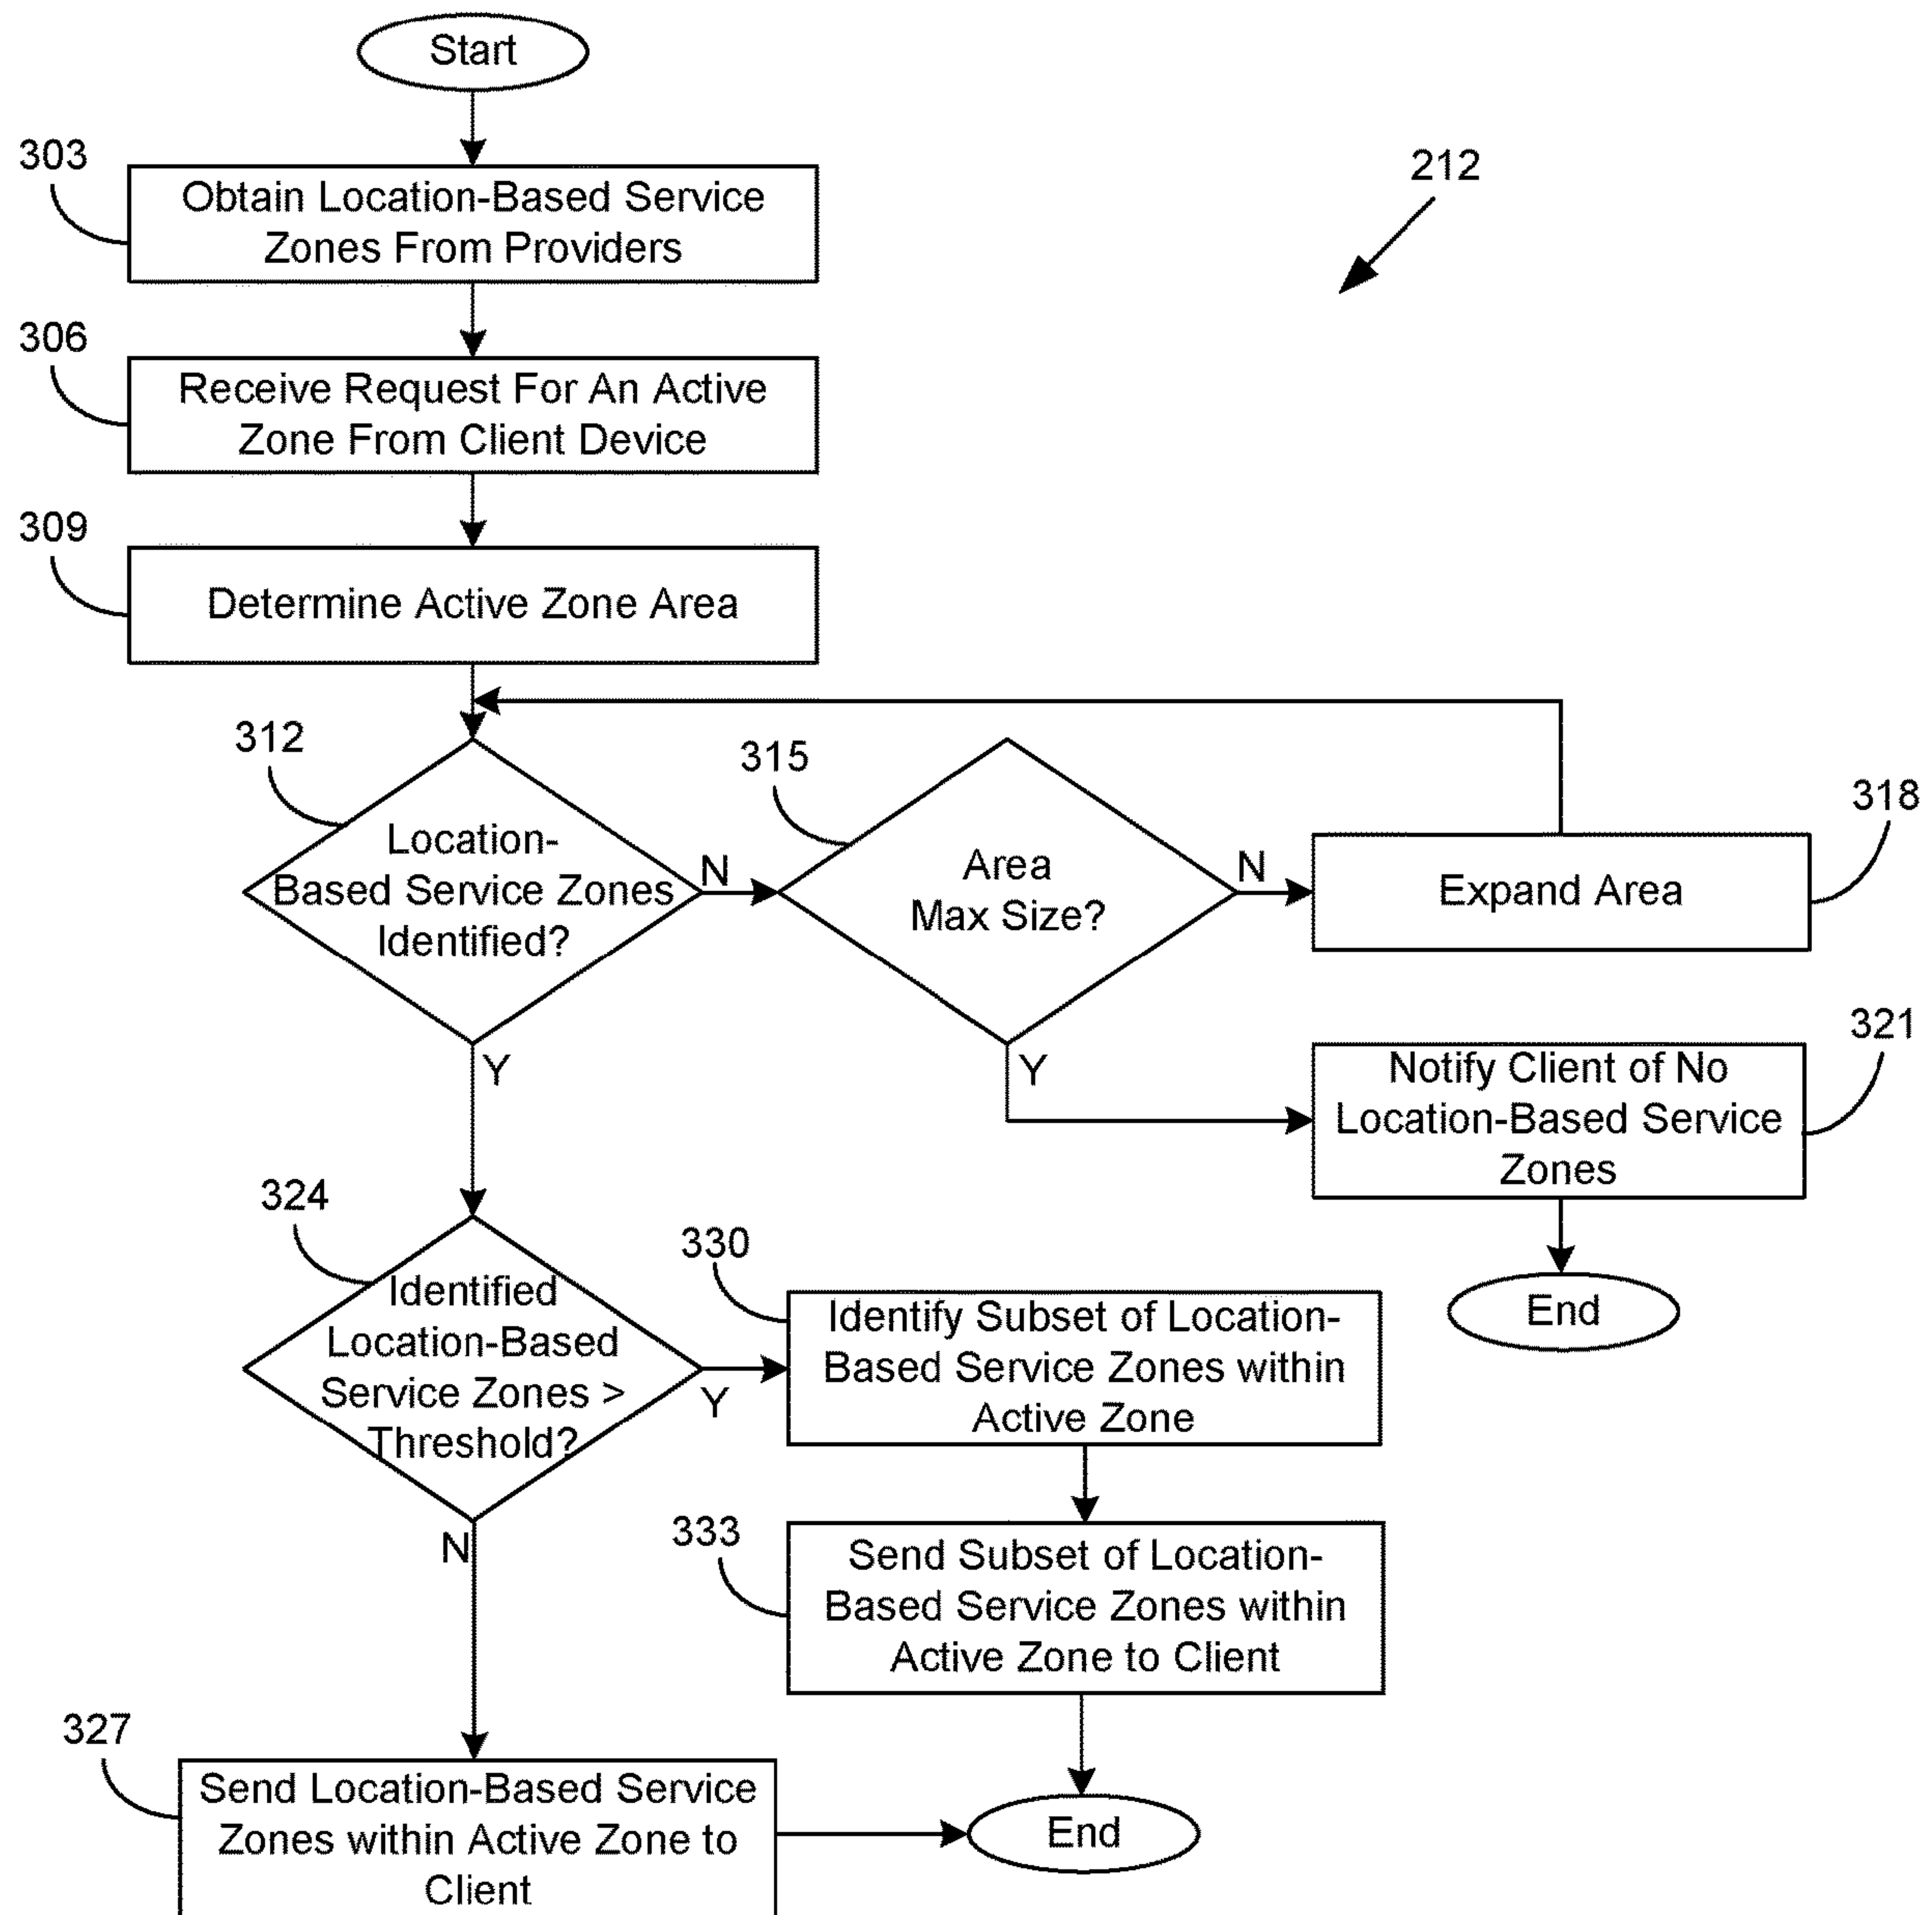 Start
303
Obtain Location-Based Service
Zones From Providers
212
306
Receive Request For An Active
Zone From Client Device
309
Determine Active Zone Area
312
Location-
Based Service Zones
Identified?
N
Y
315
Area
Max Size?
N
Y
318
Expand Area
321
Notify Client of No
Location-Based Service
Zones
End
324
Identified
Location-Based
Service Zones >
Threshold?
Y
N
330
Identify Subset of Location-
Based Service Zones within
Active Zone
333
Send Subset of Location-
Based Service Zones within
Active Zone to Client
327
Send Location-Based Service
Zones within Active Zone to
Client
End